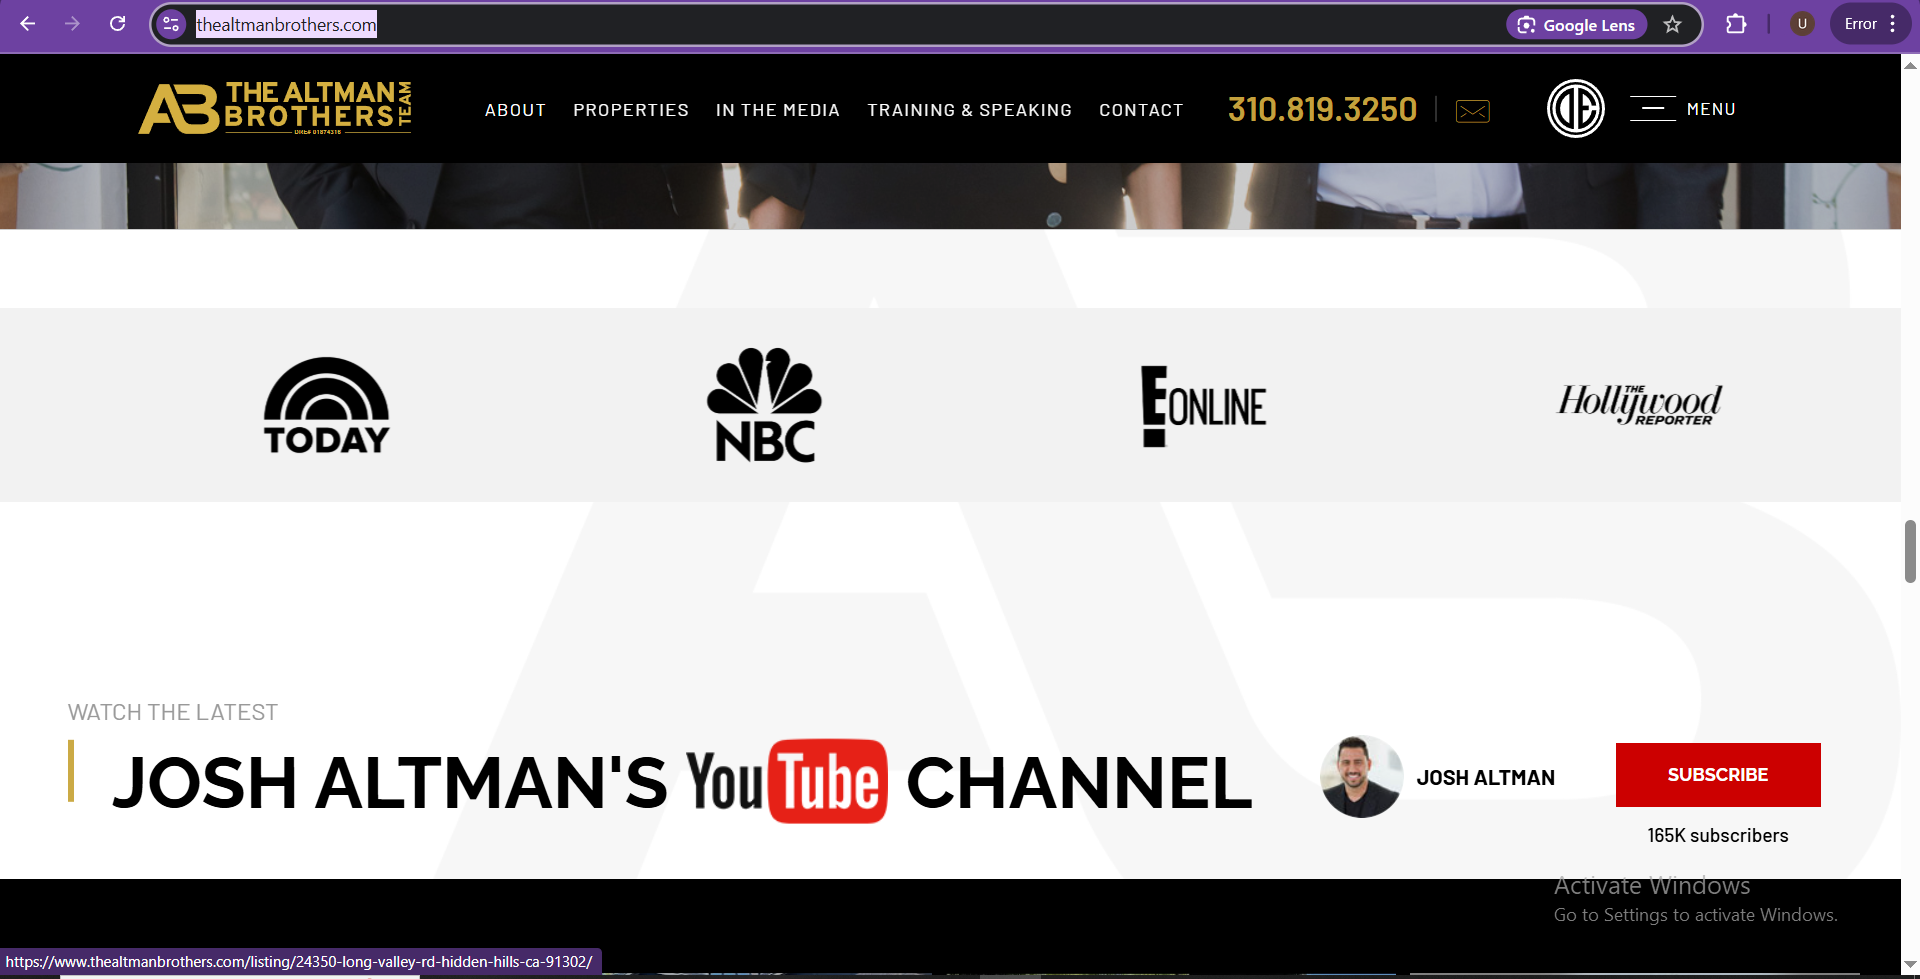 thealtmanbrothers.com
Google Lens
U
Error
AB THE ALTMAN BROTHERS TEAM
DRE# 01874316
ABOUT
PROPERTIES
IN THE MEDIA
TRAINING & SPEAKING
CONTACT
310.819.3250
DE
MENU
TODAY
NBC
E! ONLINE
THE Hollywood REPORTER
WATCH THE LATEST
JOSH ALTMAN'S YouTube CHANNEL
JOSH ALTMAN
SUBSCRIBE
165K subscribers
Activate Windows
Go to Settings to activate Windows.
https://www.thealtmanbrothers.com/listing/24350-long-valley-rd-hidden-hills-ca-91302/